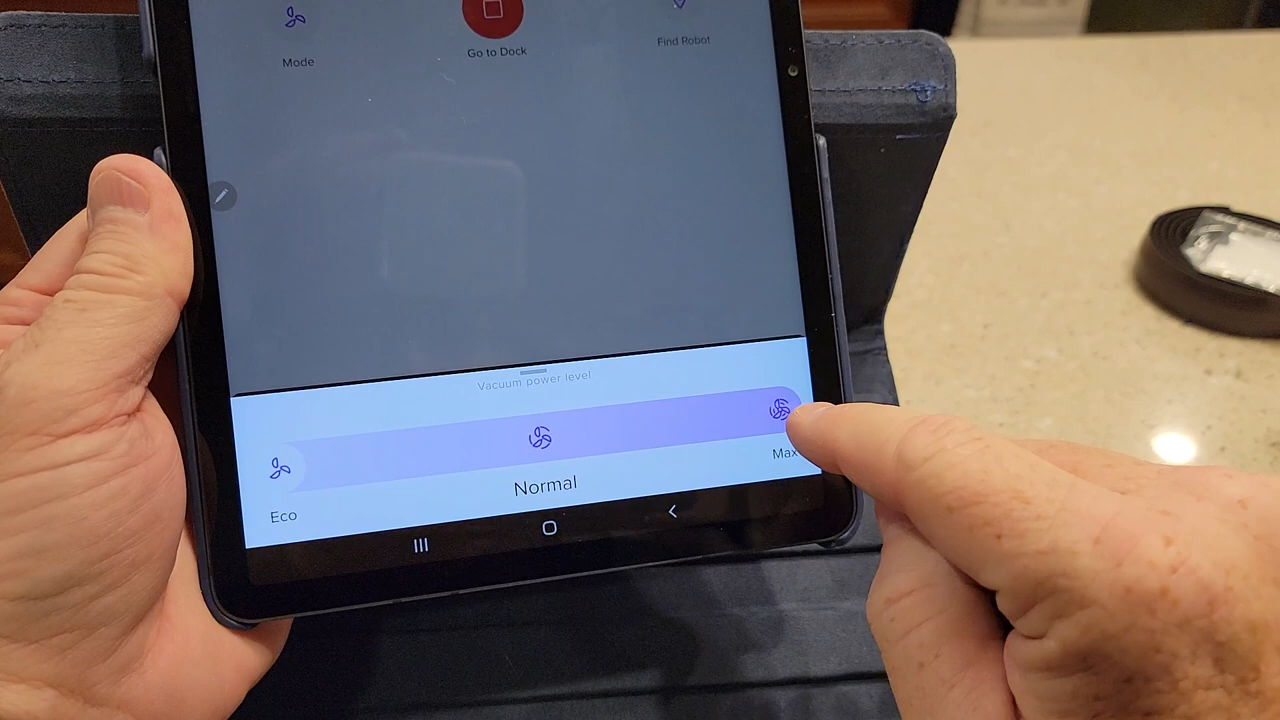 Mode
Go to Dock
Find Robot
Vacuum power level
Eco
Normal
Max